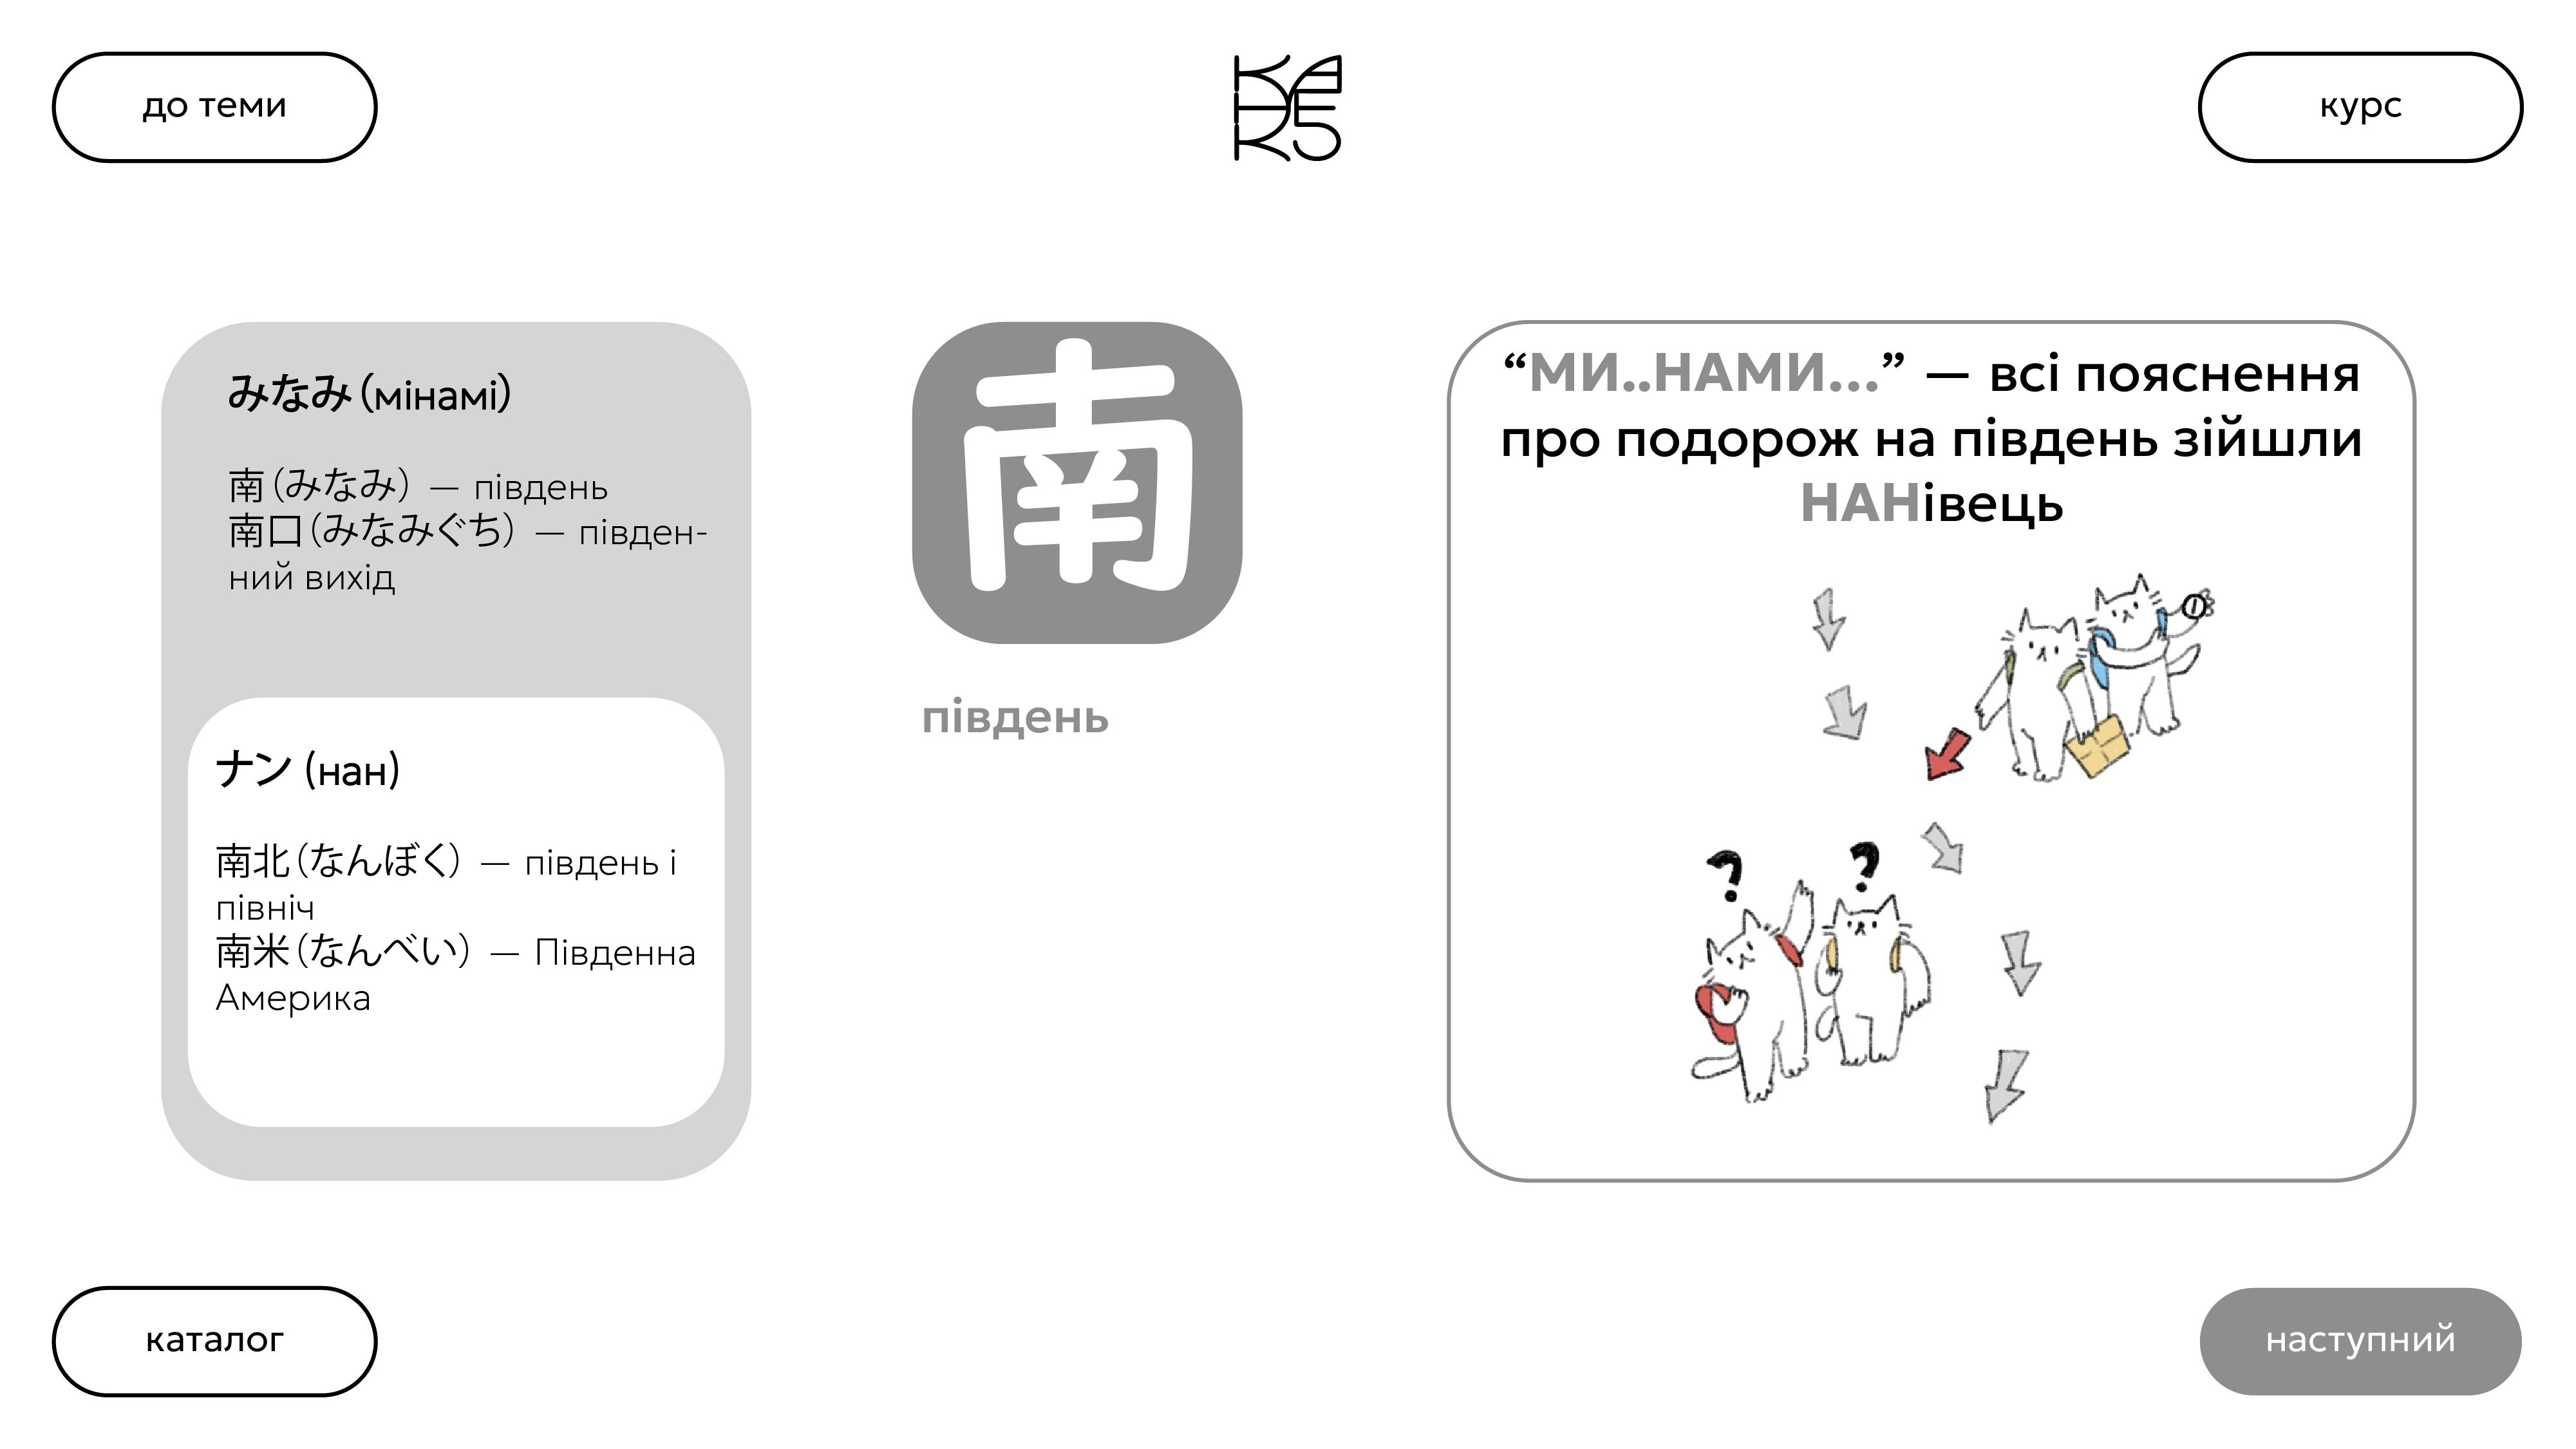 до теми
курс
みなみ (мінамі)
南（みなみ） — південь
南口（みなみぐち） — півден-
ний вихід
ナン (нан)
南北（なんぼく） — південь і
північ
南米（なんべい） — Південна
Америка
南
південь
“МИ..НАМИ...” — всі пояснення
про подорож на південь зійшли
НАНівець
?
?
каталог
наступний